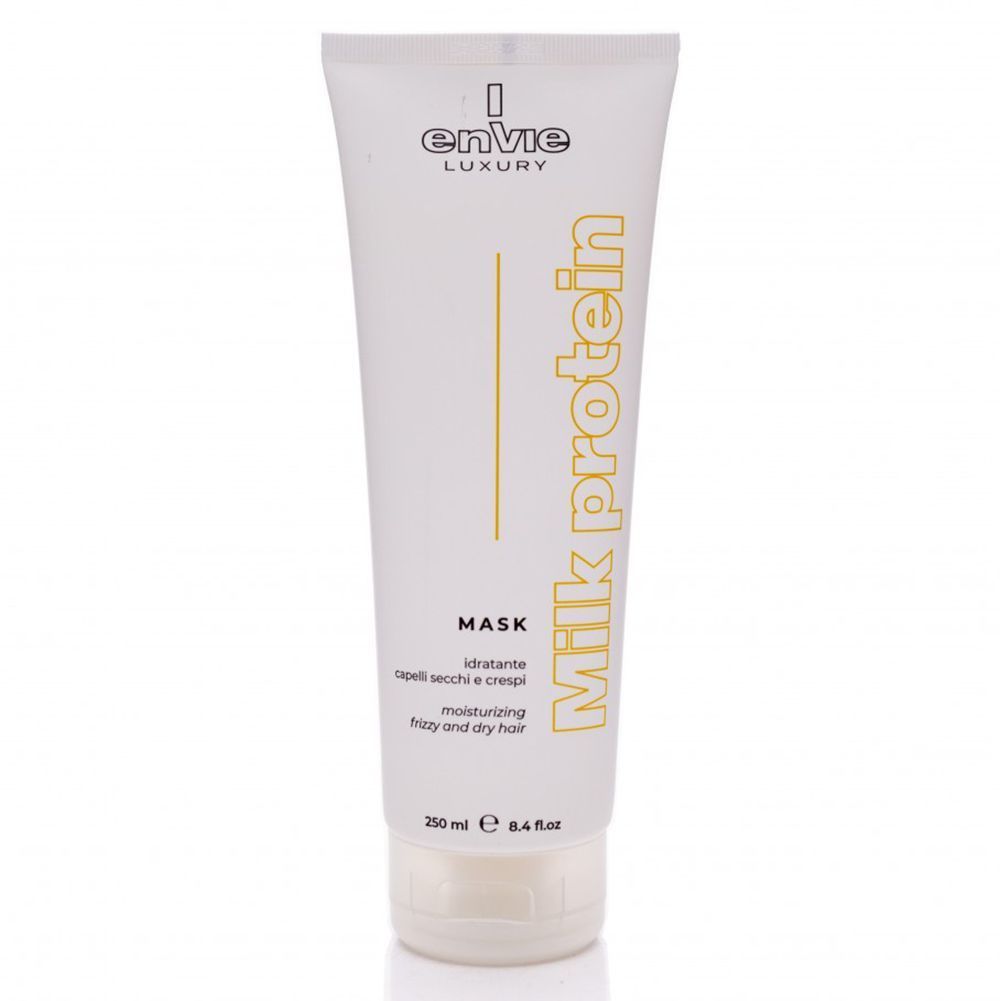 enVie
LUXURY
Milk protein
MASK
idratante
capelli secchi e crespi
moisturizing
frizzy and dry hair
250 ml ℮ 8.4 fl.oz